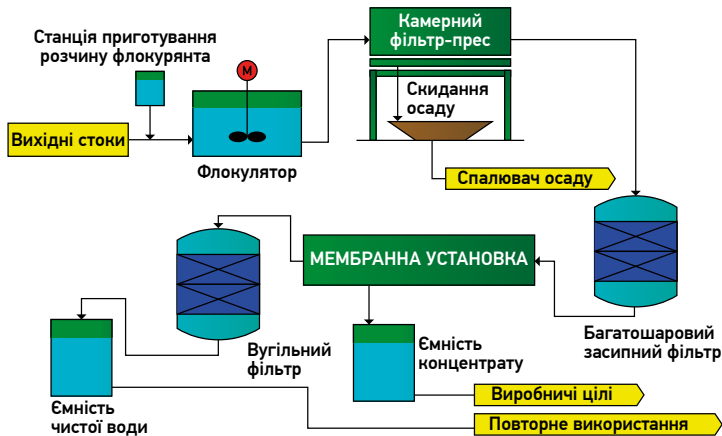 Станція приготування
розчину флокурянта
М
Камерний
фільтр-прес
Скидання
осаду
Вихідні стоки
Флокулятор
Спалювач осаду
МЕМБРАННА УСТАНОВКА
Багатошаровий
засипний фільтр
Вугільний
фільтр
Ємність
концентрату
Ємність
чистої води
Виробничі цілі
Повторне використання